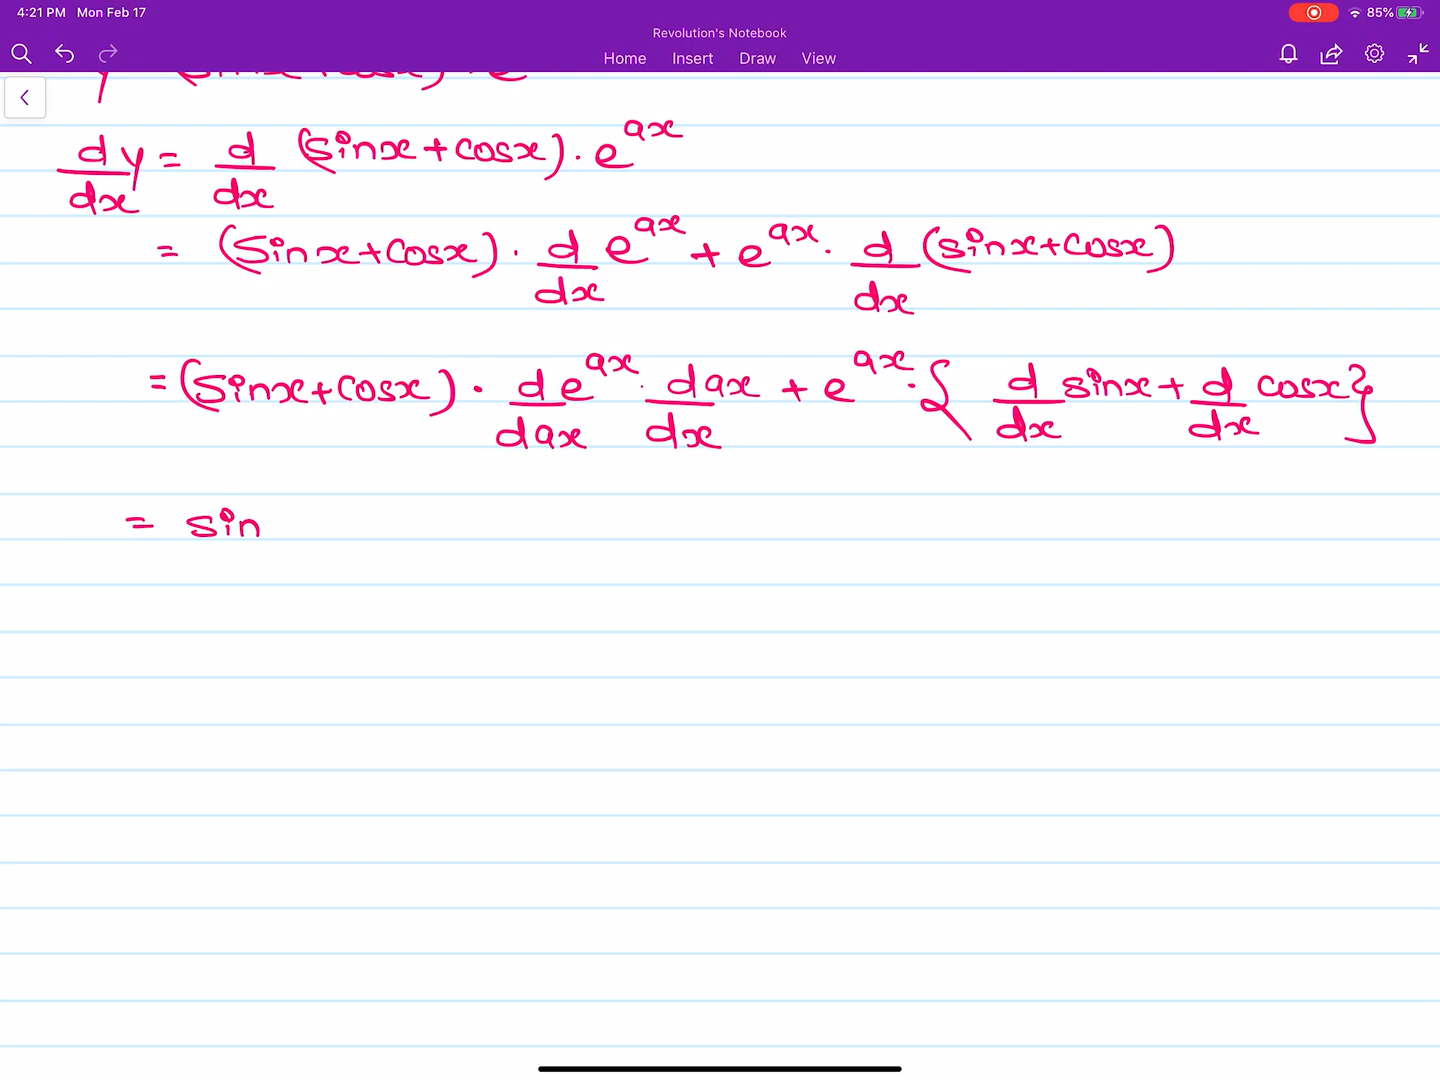 4:21 PM Mon Feb 17
85%
Revolution's Notebook
Home Insert Draw View
dy/dx = d/dx (sinx+cosx) · e^ax
= (sinx+cosx) · d/dx e^ax + e^ax · d/dx (sinx+cosx)
= (sinx+cosx) · de^ax/dax · dax/dx + e^ax · { d/dx sinx + d/dx cosx }
= sin